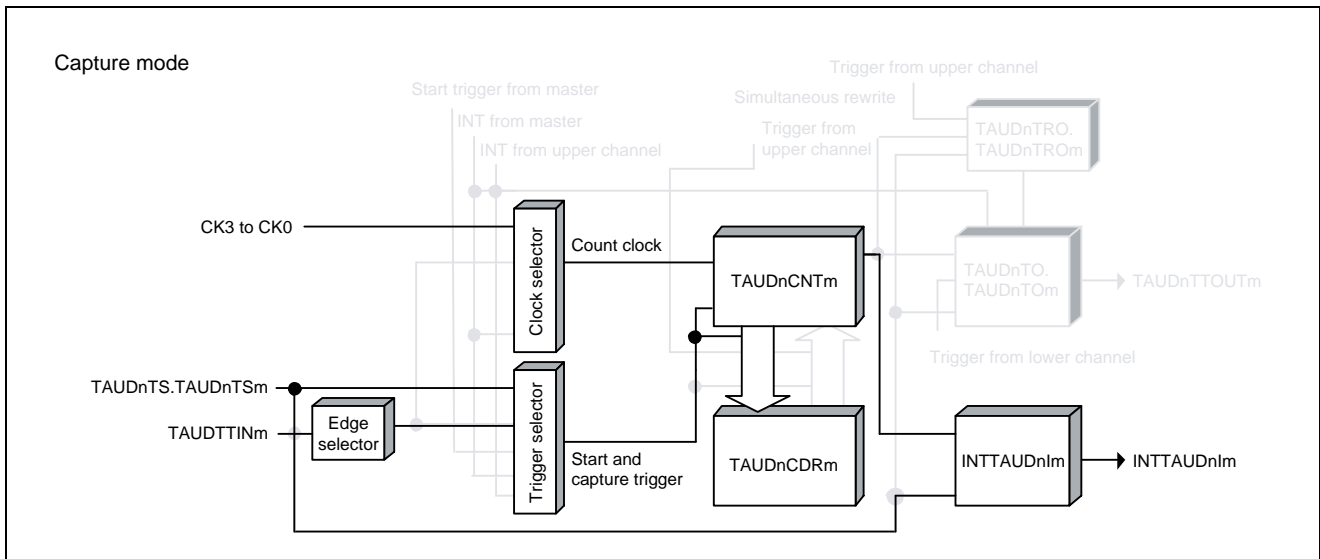 Capture mode
Trigger from upper channel
Start trigger from master
Simultaneous rewrite
INT from master
Trigger from
upper channel
TAUDnTRO.
TAUDnTROm
INT from upper channel
CK3 to CK0
Clock selector
Count clock
TAUDnCNTm
TAUDnTO.
TAUDnTOm
TAUDnTTOUTm
Trigger from lower channel
TAUDnTS.TAUDnTSm
TAUDTTINm
Edge
selector
Trigger selector
Start and
capture trigger
TAUDnCDRm
INTTAUDnIm
INTTAUDnIm